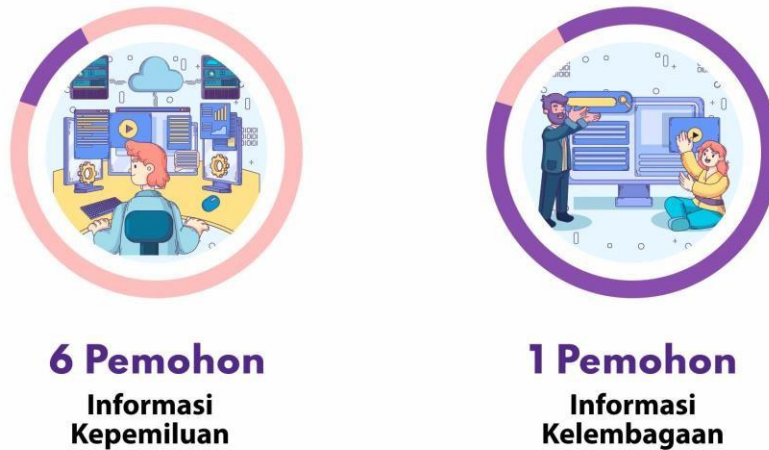 6 Pemohon
Informasi
Kepemiluan
1 Pemohon
Informasi
Kelembagaan